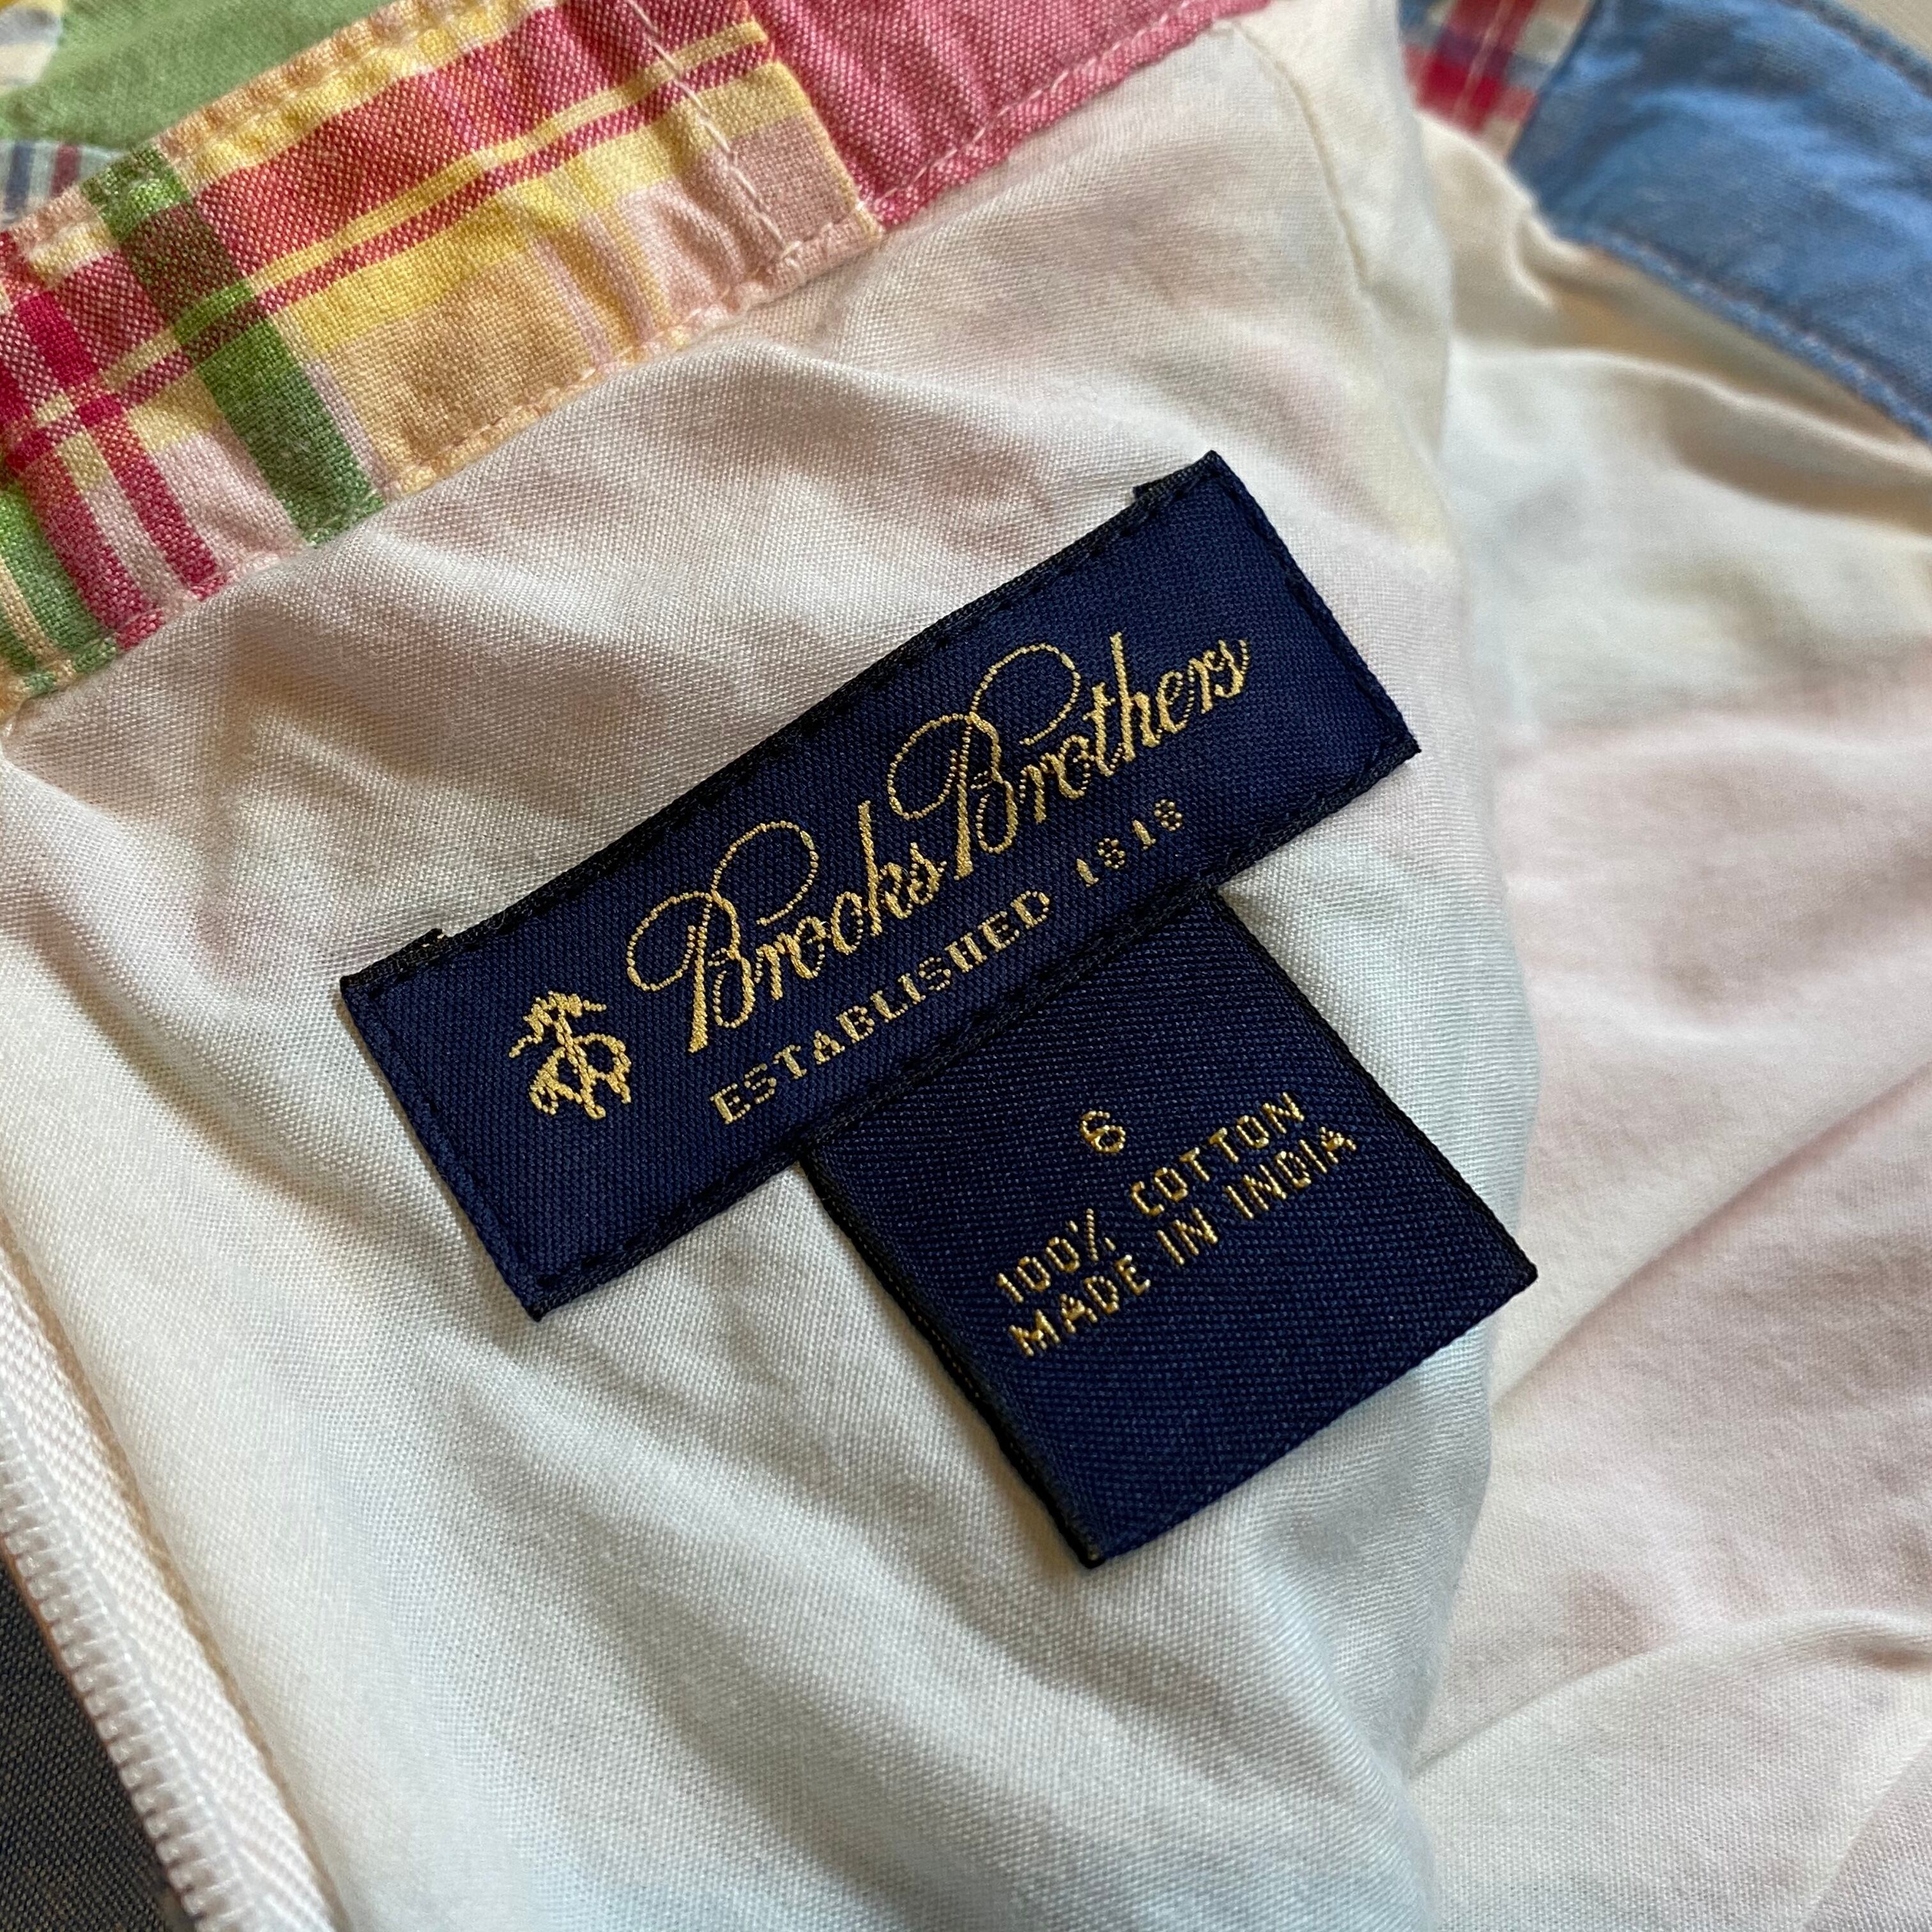 Brooks Brothers
ESTABLISHED 1818
6
100% COTTON
MADE IN INDIA